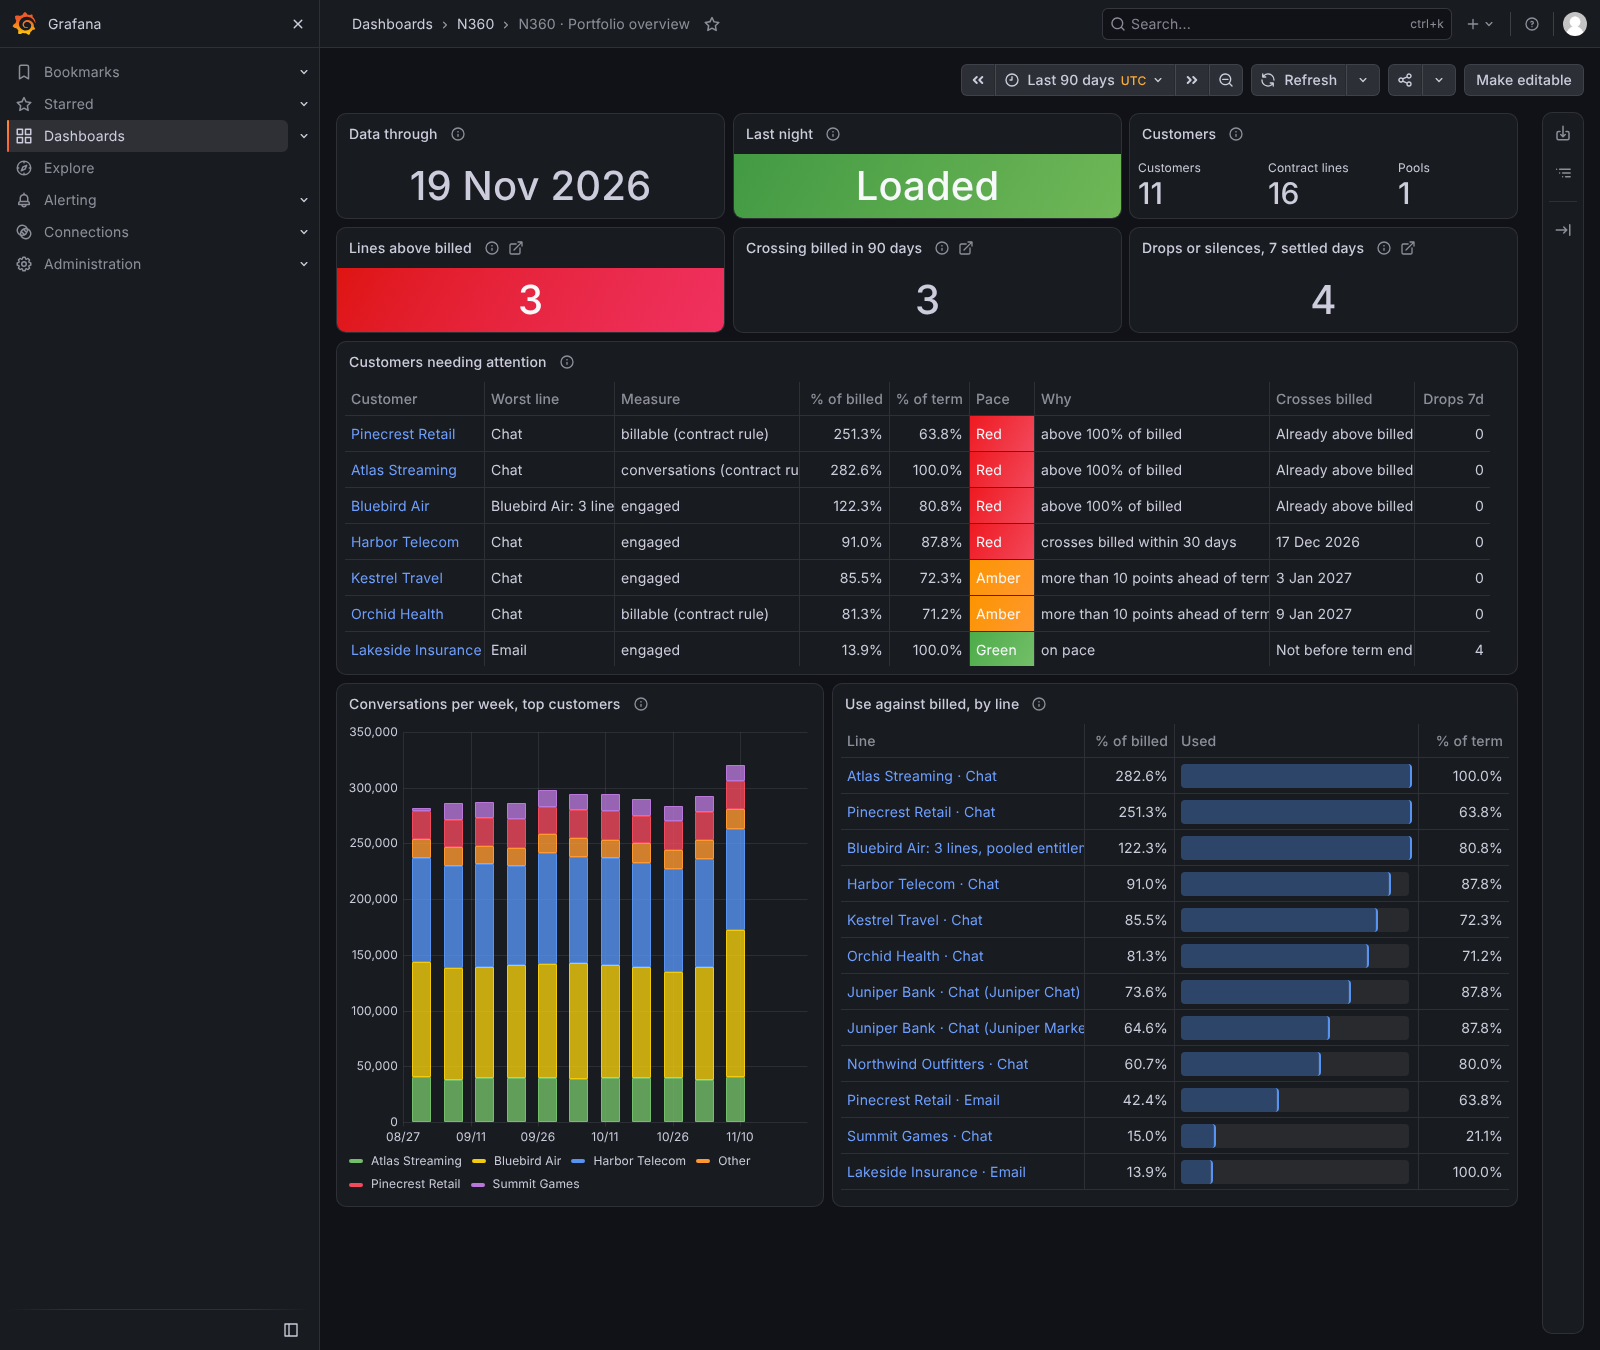 Grafana
Dashboards › N360 › N360 · Portfolio overview
Search... ctrl+k
Bookmarks
Starred
Dashboards
Explore
Alerting
Connections
Administration
Last 90 days UTC
Refresh
Make editable
Data through
19 Nov 2026
Last night
Loaded
Customers
Customers Contract lines Pools
11 16 1
Lines above billed
3
Crossing billed in 90 days
3
Drops or silences, 7 settled days
4
Customers needing attention
Customer Worst line Measure % of billed % of term Pace Why Crosses billed Drops 7d
Pinecrest Retail Chat billable (contract rule) 251.3% 63.8% Red above 100% of billed Already above billed 0
Atlas Streaming Chat conversations (contract ru 282.6% 100.0% Red above 100% of billed Already above billed 0
Bluebird Air Bluebird Air: 3 line engaged 122.3% 80.8% Red above 100% of billed Already above billed 0
Harbor Telecom Chat engaged 91.0% 87.8% Red crosses billed within 30 days 17 Dec 2026 0
Kestrel Travel Chat engaged 85.5% 72.3% Amber more than 10 points ahead of term 3 Jan 2027 0
Orchid Health Chat billable (contract rule) 81.3% 71.2% Amber more than 10 points ahead of term 9 Jan 2027 0
Lakeside Insurance Email engaged 13.9% 100.0% Green on pace Not before term end 4
Conversations per week, top customers
350,000
300,000
250,000
200,000
150,000
100,000
50,000
0
08/27 09/11 09/26 10/11 10/26 11/10
Atlas Streaming Bluebird Air Harbor Telecom Other
Pinecrest Retail Summit Games
Use against billed, by line
Line % of billed Used % of term
Atlas Streaming · Chat 282.6% 100.0%
Pinecrest Retail · Chat 251.3% 63.8%
Bluebird Air: 3 lines, pooled entitler 122.3% 80.8%
Harbor Telecom · Chat 91.0% 87.8%
Kestrel Travel · Chat 85.5% 72.3%
Orchid Health · Chat 81.3% 71.2%
Juniper Bank · Chat (Juniper Chat) 73.6% 87.8%
Juniper Bank · Chat (Juniper Marke 64.6% 87.8%
Northwind Outfitters · Chat 60.7% 80.0%
Pinecrest Retail · Email 42.4% 63.8%
Summit Games · Chat 15.0% 21.1%
Lakeside Insurance · Email 13.9% 100.0%